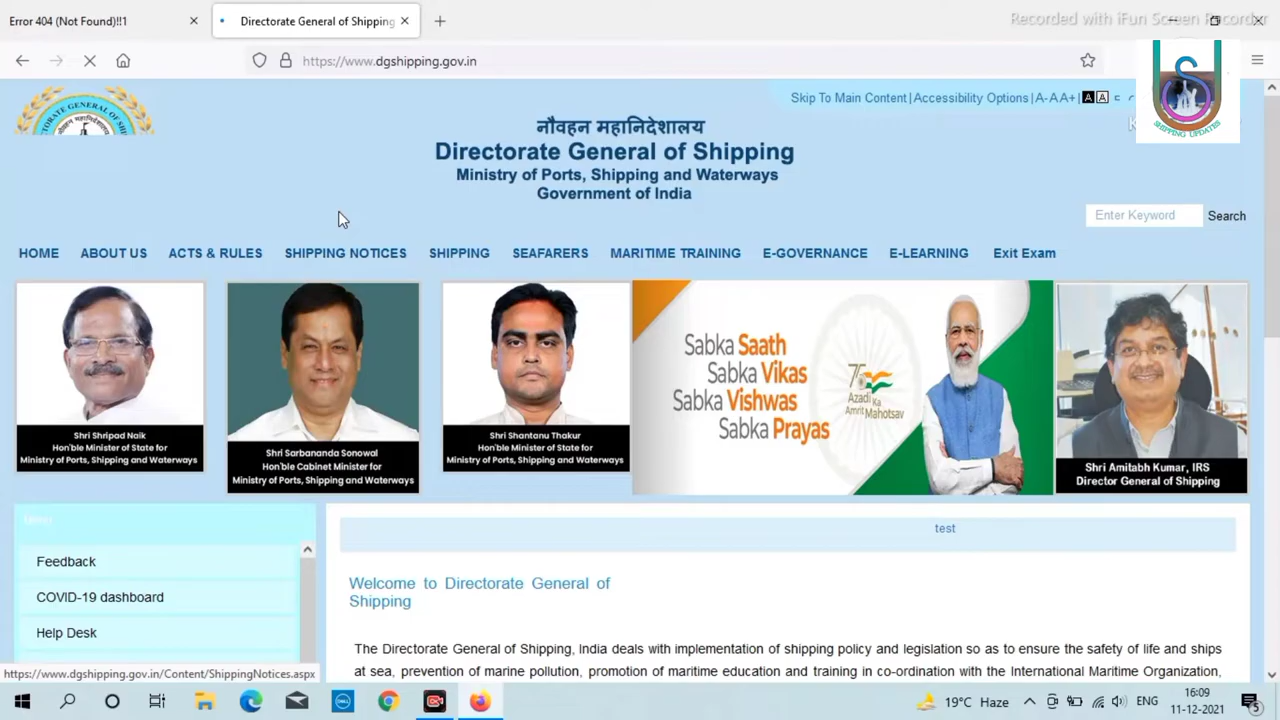 Recorded with iFun Screen Recorder
Error 404 (Not Found)!!1
Directorate General of Shipping
https://www.dgshipping.gov.in
Skip To Main Content| Accessibility Options | A- A A+ | A A
SHIPPING UPDATES
DIRECTORATE GENERAL OF
नौवहन महानिदेशालय
Directorate General of Shipping
Ministry of Ports, Shipping and Waterways
Government of India
Enter Keyword Search
HOME ABOUT US ACTS & RULES SHIPPING NOTICES SHIPPING SEAFARERS MARITIME TRAINING E-GOVERNANCE E-LEARNING Exit Exam
Shri Shripad Naik
Hon'ble Minister of State for
Ministry of Ports, Shipping and Waterways
Shri Sarbananda Sonowal
Hon'ble Cabinet Minister for
Ministry of Ports, Shipping and Waterways
Shri Shantanu Thakur
Hon'ble Minister of State for
Ministry of Ports, Shipping and Waterways
Sabka Saath
Sabka Vikas
Sabka Vishwas
Sabka Prayas
75
Azadi Ka
Amrit Mahotsav
Shri Amitabh Kumar, IRS
Director General of Shipping
test
Feedback
COVID-19 dashboard
Help Desk
Welcome to Directorate General of
Shipping
The Directorate General of Shipping, India deals with implementation of shipping policy and legislation so as to ensure the safety of life and ships
at sea, prevention of marine pollution, promotion of maritime education and training in co-ordination with the International Maritime Organization,
https://www.dgshipping.gov.in/Content/ShippingNotices.aspx
19°C Haze
ENG
16:09
11-12-2021
5